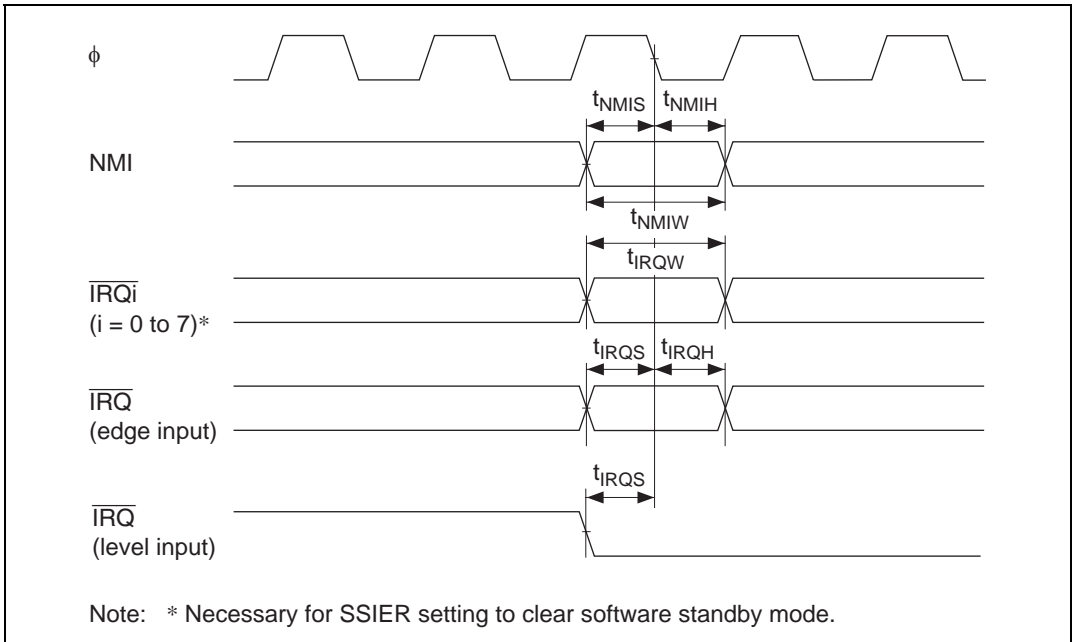 ϕ
tNMIS tNMIH
NMI
tNMIW
tIRQW
IRQi
(i = 0 to 7)*
tIRQS tIRQH
IRQ
(edge input)
tIRQS
IRQ
(level input)
Note: * Necessary for SSIER setting to clear software standby mode.